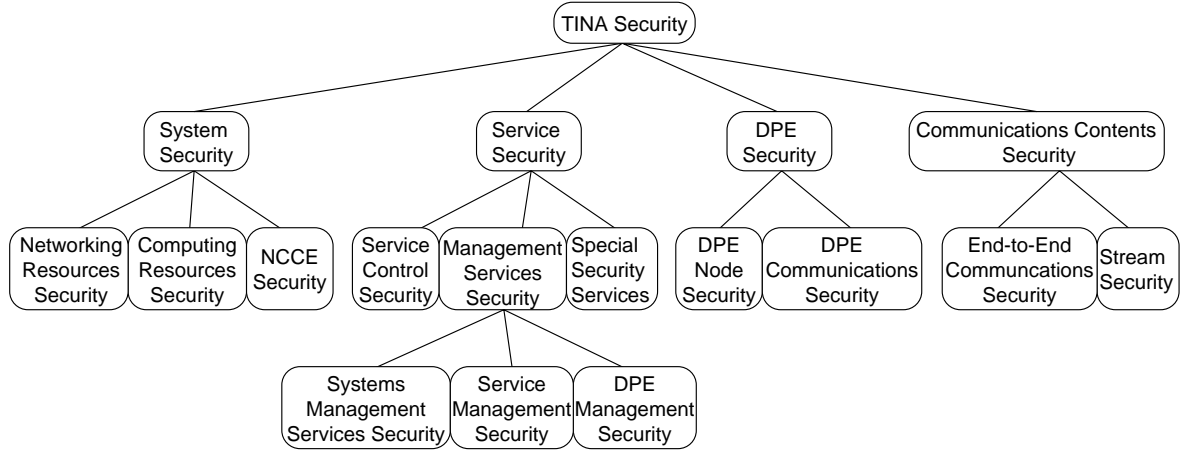 TINA Security
System
Security
Service
Security
DPE
Security
Communications Contents
Security
Networking
Resources
Security
Computing
Resources
Security
NCCE
Security
Service
Control
Security
Management
Services
Security
Special
Security
Services
DPE
Node
Security
DPE
Communications
Security
End-to-End
Communcations
Security
Stream
Security
Systems
Management
Services Security
Service
Management
Security
DPE
Management
Security